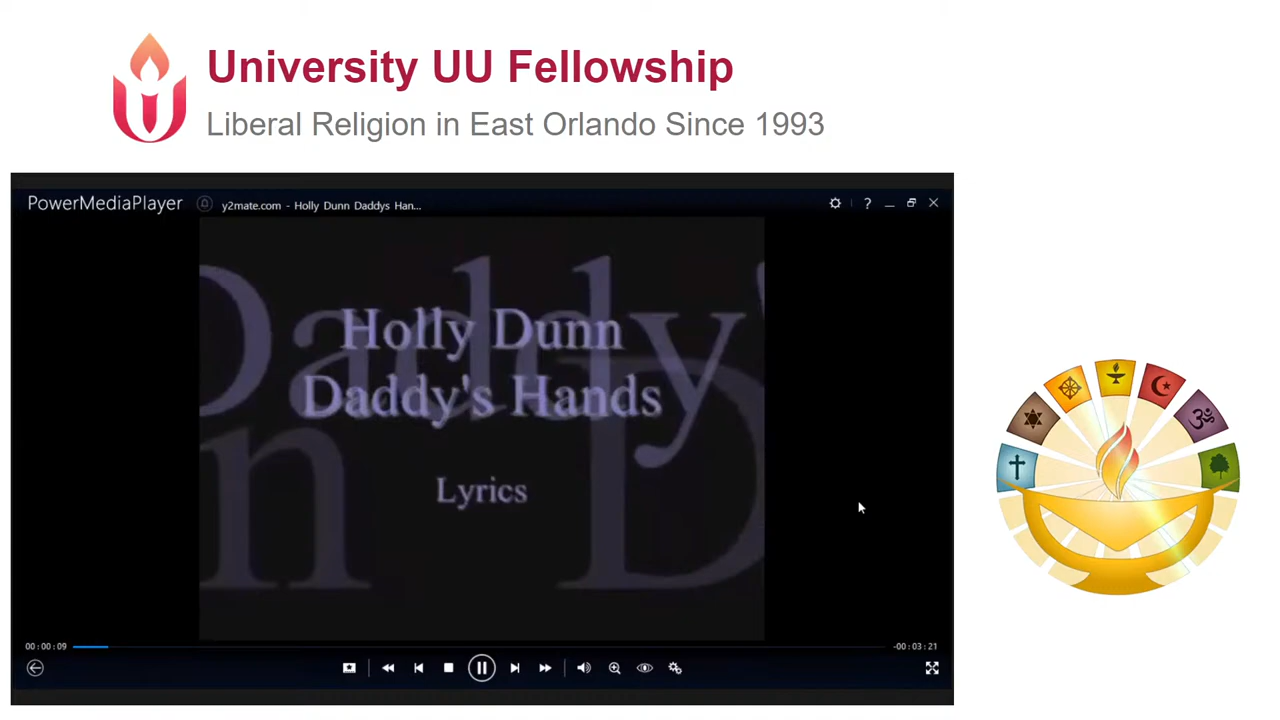 University UU Fellowship
Liberal Religion in East Orlando Since 1993
PowerMediaPlayer
y2mate.com - Holly Dunn Daddys Han...
?
Daddy'
Holly Dunn
Daddy's Hands
Lyrics
n D
00:00:09
-00:03:21